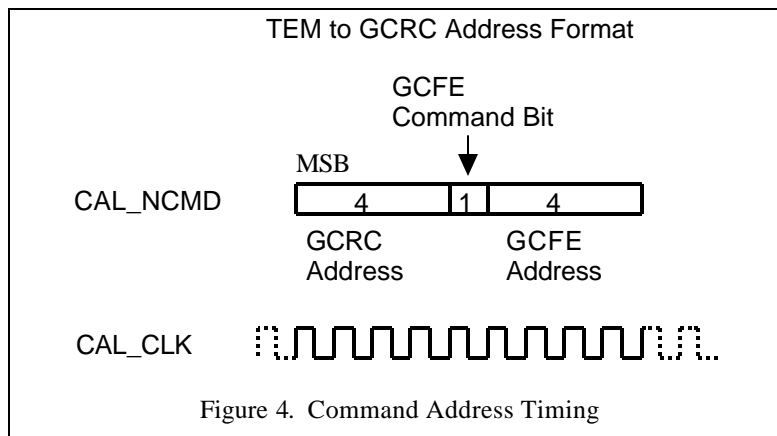 TEM to GCRC Address Format
GCFE
Command Bit
MSB
CAL_NCMD
4 1 4
GCRC
Address
GCFE
Address
CAL_CLK
Figure 4. Command Address Timing